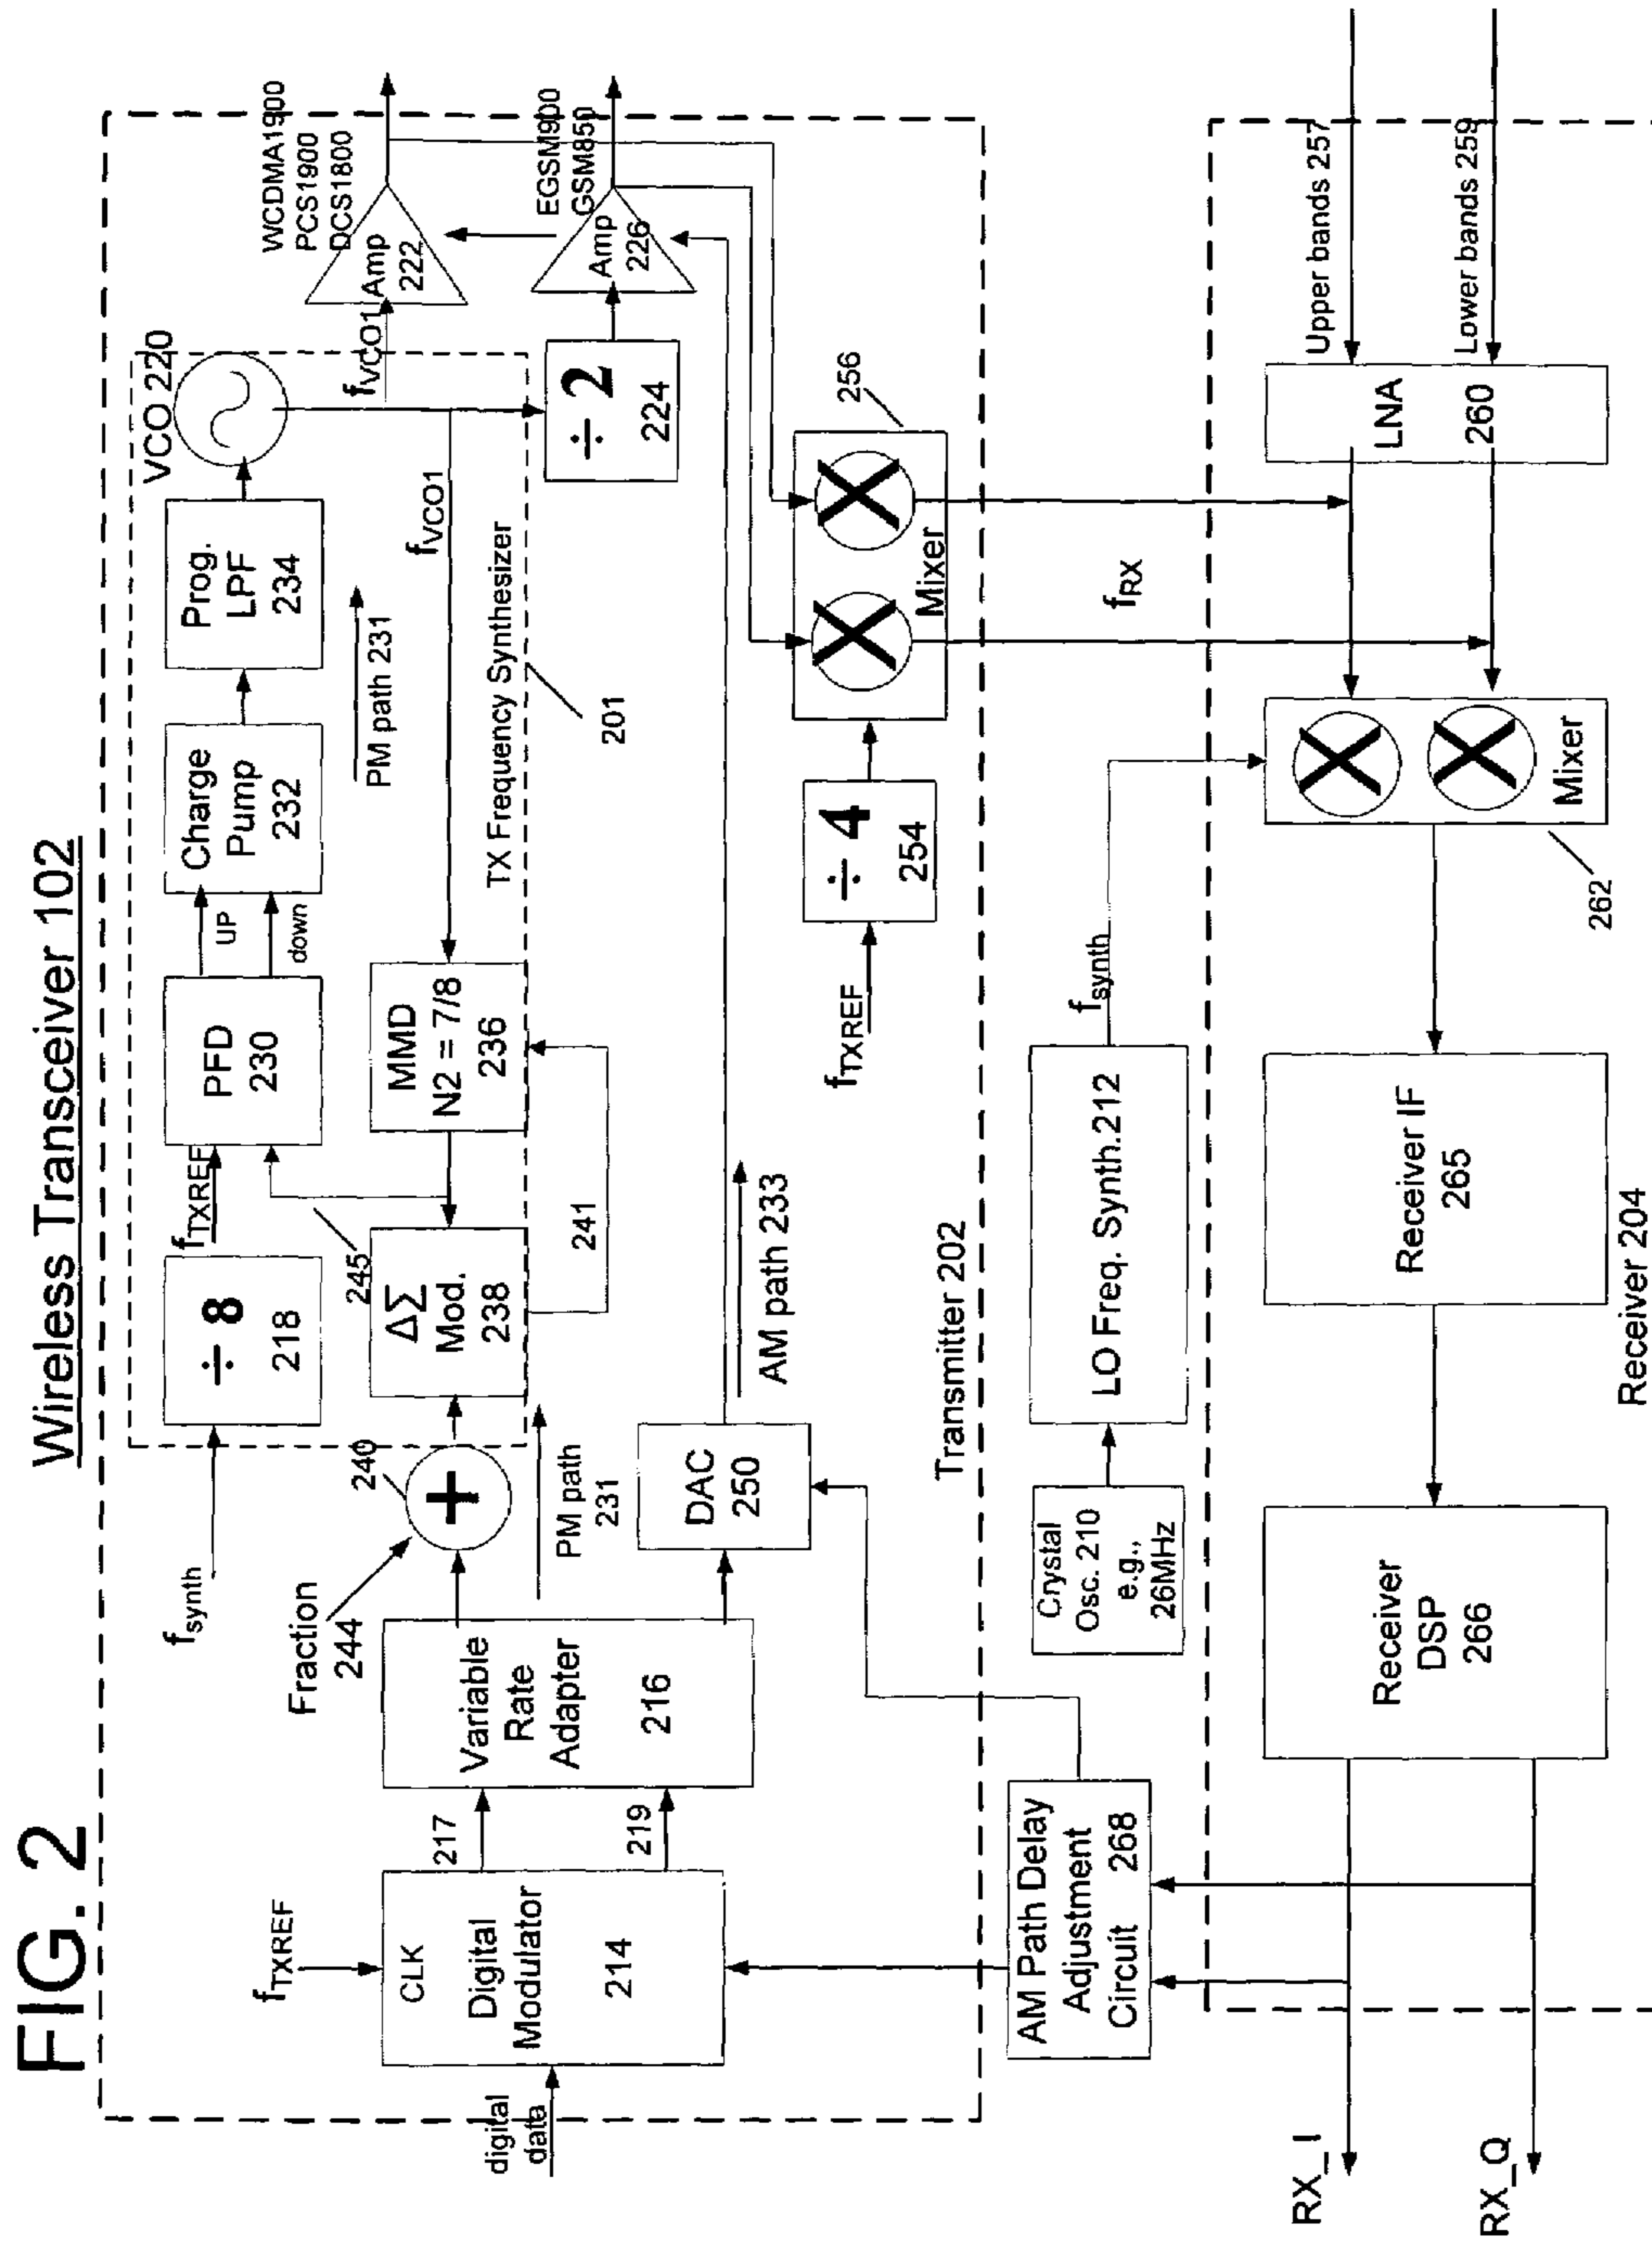 FIG. 2
Wireless Transceiver 102
fsynth
÷ 8
218
fTXREF
PFD
230
UP
down
Charge
Pump
232
Prog.
LPF
234
VCO 220
PM path 231
fVCO1
fVCO1
WCDMA1900
PCS1900
DCS1800
Amp
222
EGSM900
GSM850
Amp
226
÷ 2
224
245
ΔΣ
Mod.
238
241
MMD
N2 = 7/8
236
TX Frequency Synthesizer
201
Fraction
244
240
+
PM path
231
fTXREF
CLK
Digital
Modulator
214
digital
data
217
219
Variable
Rate
Adapter
216
DAC
250
AM path 233
fTXREF
÷ 4
254
X
X
Mixer
256
Transmitter 202
AM Path Delay
Adjustment
Circuit 268
Crystal
Osc. 210
e.g.,
26MHz
LO Freq. Synth.212
fsynth
fRX
Upper bands 257
Lower bands 259
LNA
260
X
X
Mixer
262
Receiver IF
265
Receiver
DSP
266
RX_I
RX_Q
Receiver 204